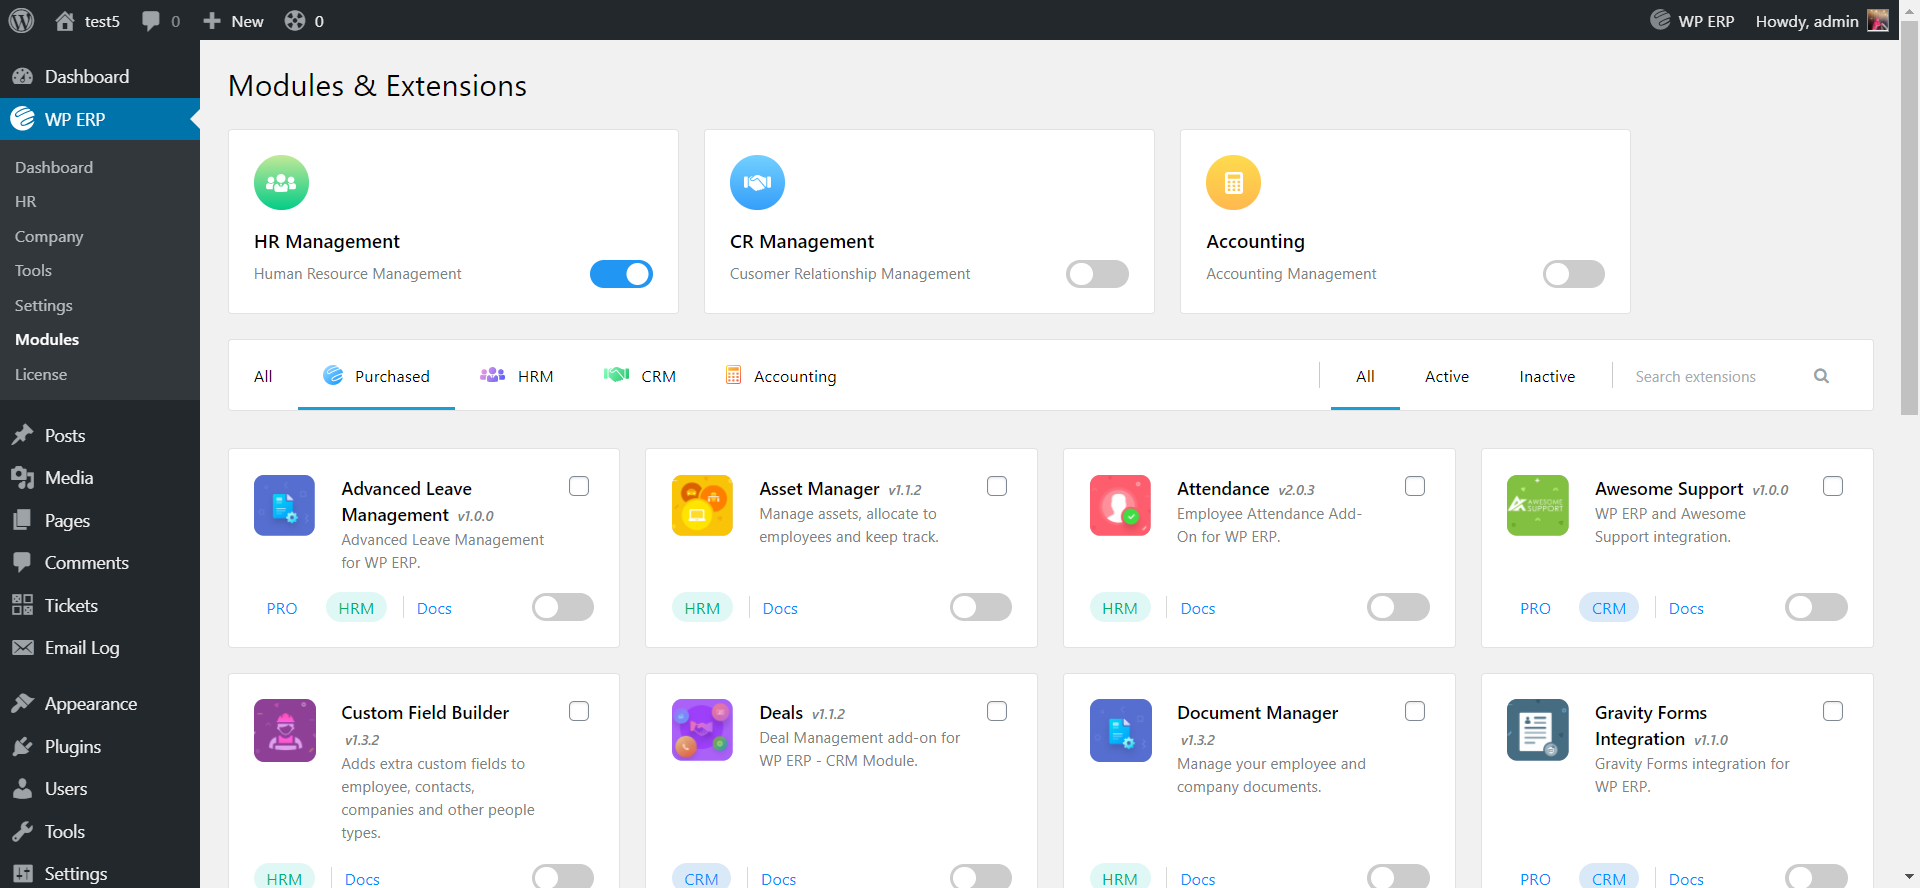 test5 0 New 0 WP ERP Howdy, admin
Dashboard
WP ERP
Dashboard
HR
Company
Tools
Settings
Modules
License
Posts
Media
Pages
Comments
Tickets
Email Log
Appearance
Plugins
Users
Tools
Settings
Modules & Extensions
HR Management
Human Resource Management
CR Management
Cusomer Relationship Management
Accounting
Accounting Management
All Purchased HRM CRM Accounting All Active Inactive Search extensions
Advanced Leave
Management v1.0.0
Advanced Leave Management
for WP ERP.
PRO HRM Docs
Asset Manager v1.1.2
Manage assets, allocate to
employees and keep track.
HRM Docs
Attendance v2.0.3
Employee Attendance Add-
On for WP ERP.
HRM Docs
AWESOME
SUPPORT
Awesome Support v1.0.0
WP ERP and Awesome
Support integration.
PRO CRM Docs
Custom Field Builder
v1.3.2
Adds extra custom fields to
employee, contacts,
companies and other people
types.
HRM Docs
Deals v1.1.2
Deal Management add-on for
WP ERP - CRM Module.
CRM Docs
Document Manager
v1.3.2
Manage your employee and
company documents.
HRM Docs
Gravity Forms
Integration v1.1.0
Gravity Forms integration for
WP ERP.
PRO CRM Docs